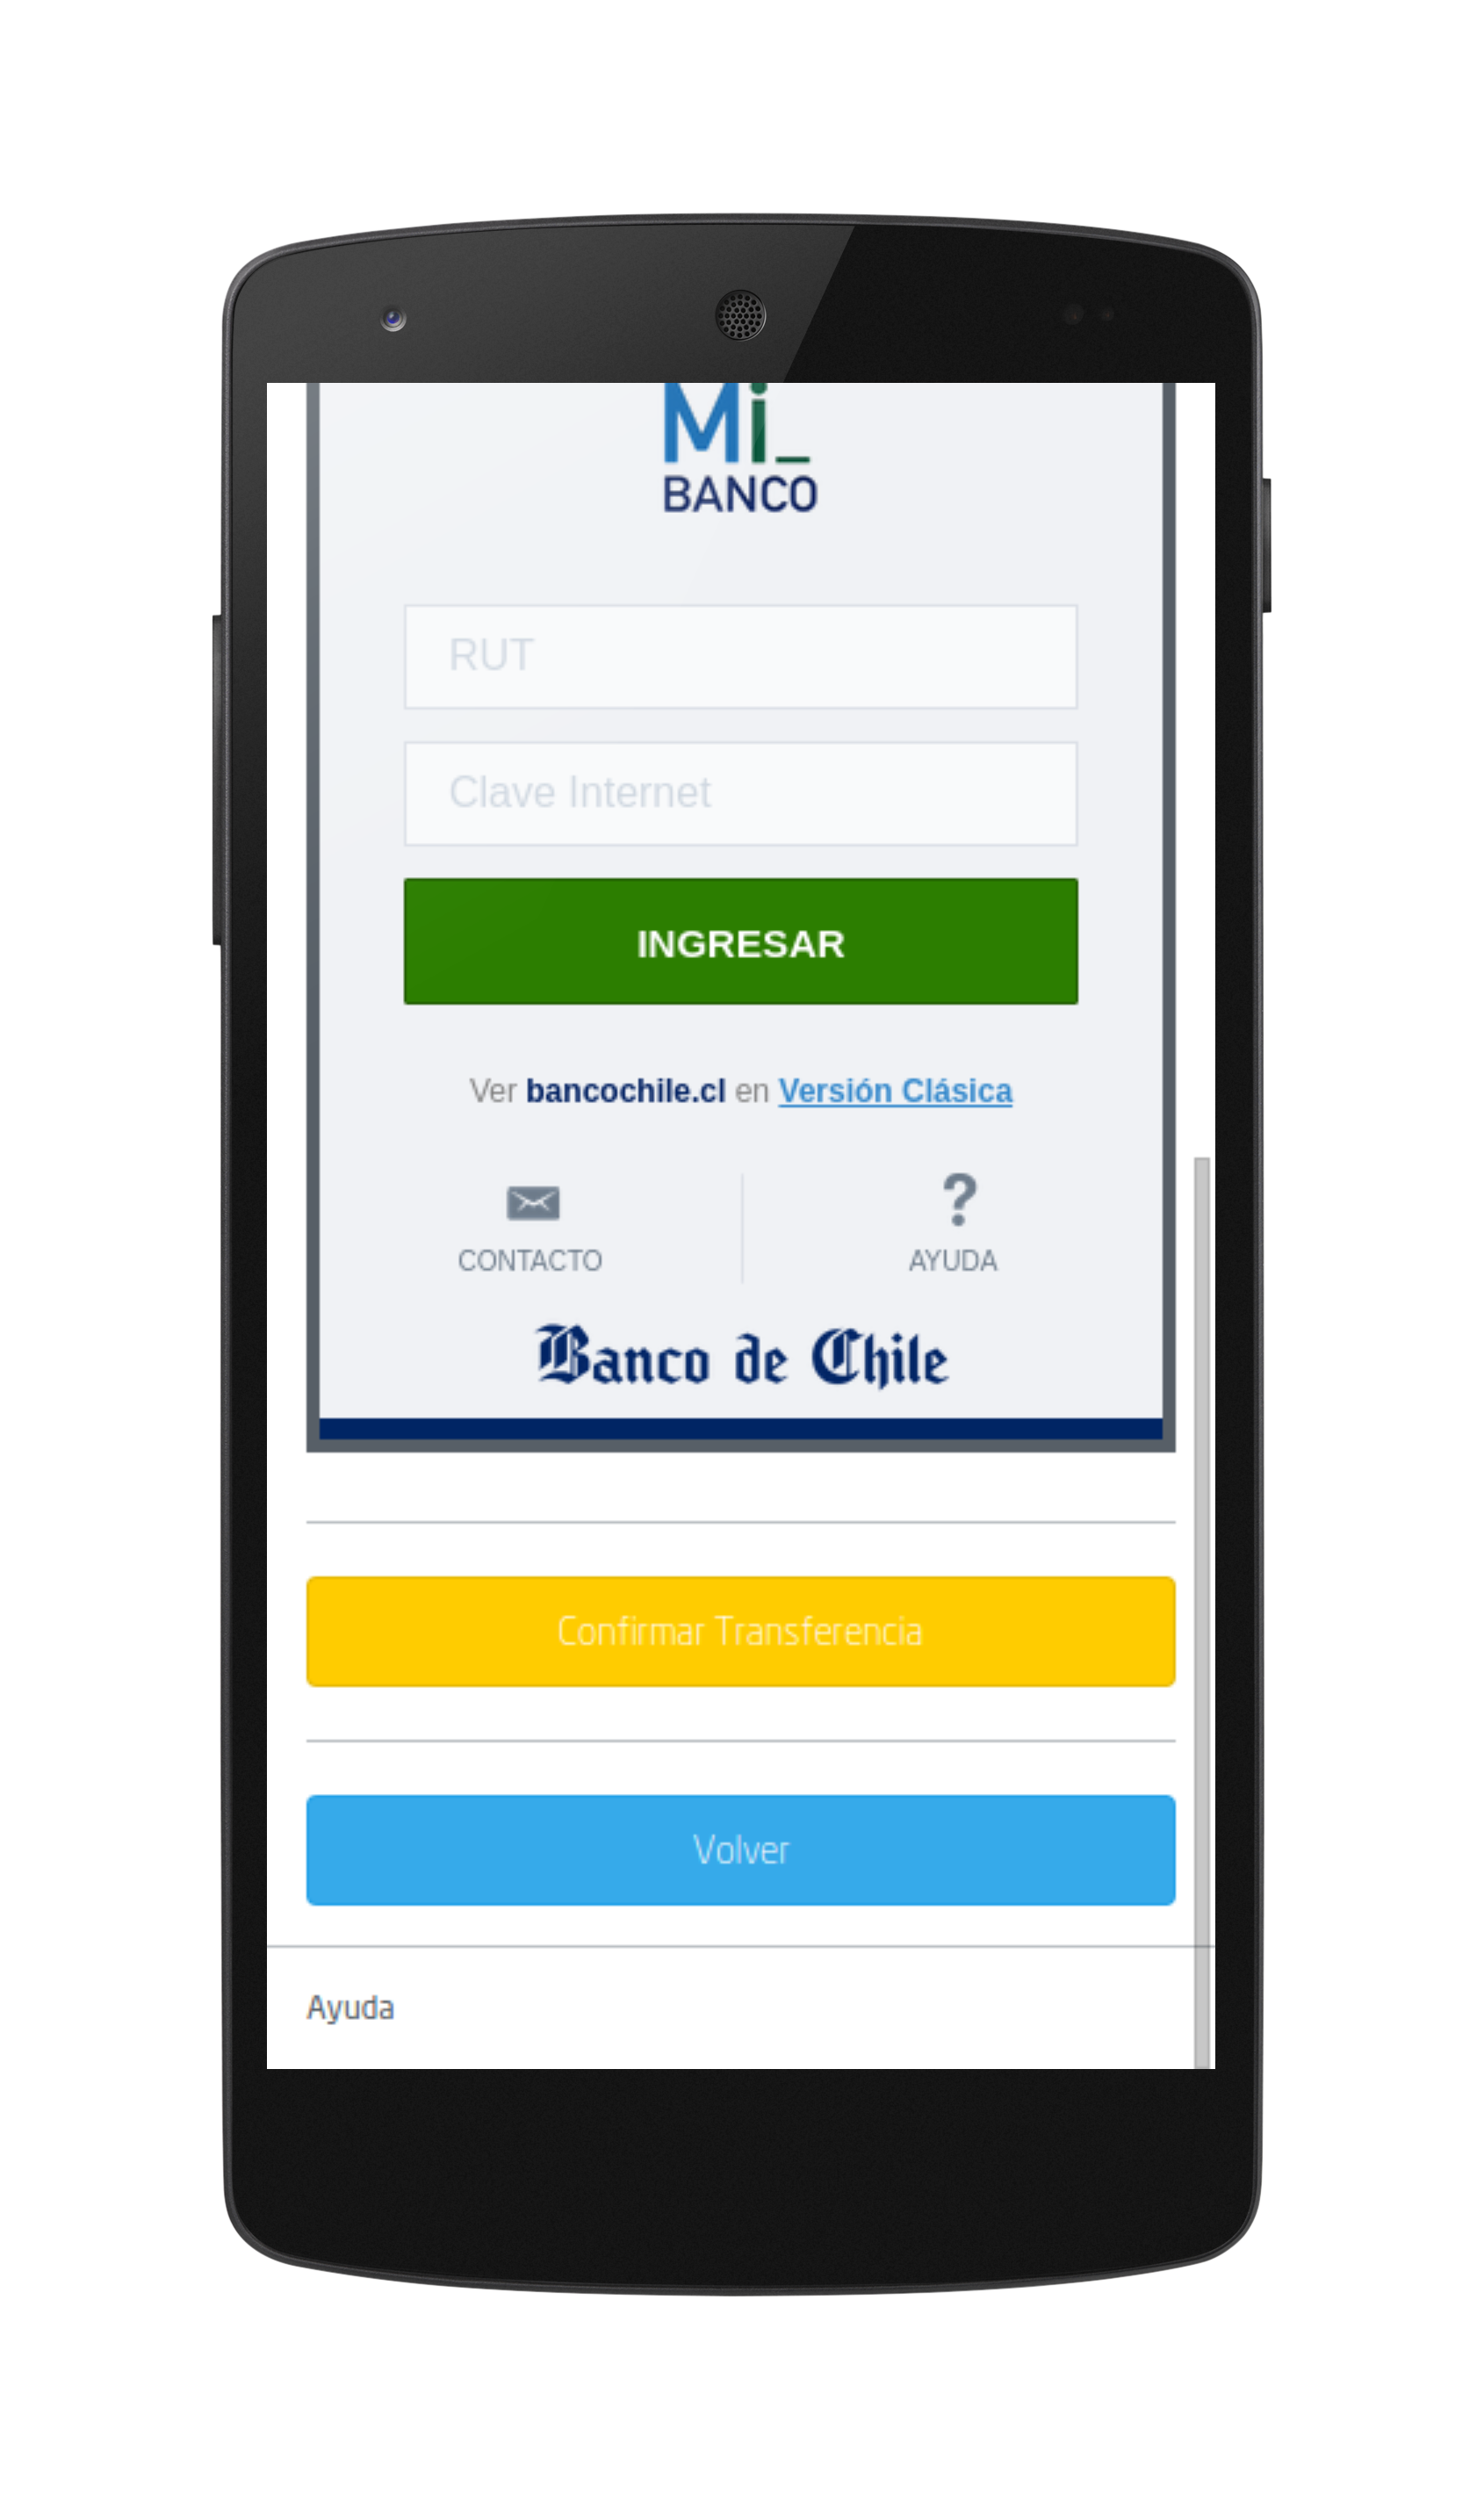 Mi_
BANCO
RUT
Clave Internet
INGRESAR
Ver bancochile.cl en Versión Clásica
CONTACTO
AYUDA
Banco de Chile
Confirmar Transferencia
Volver
Ayuda